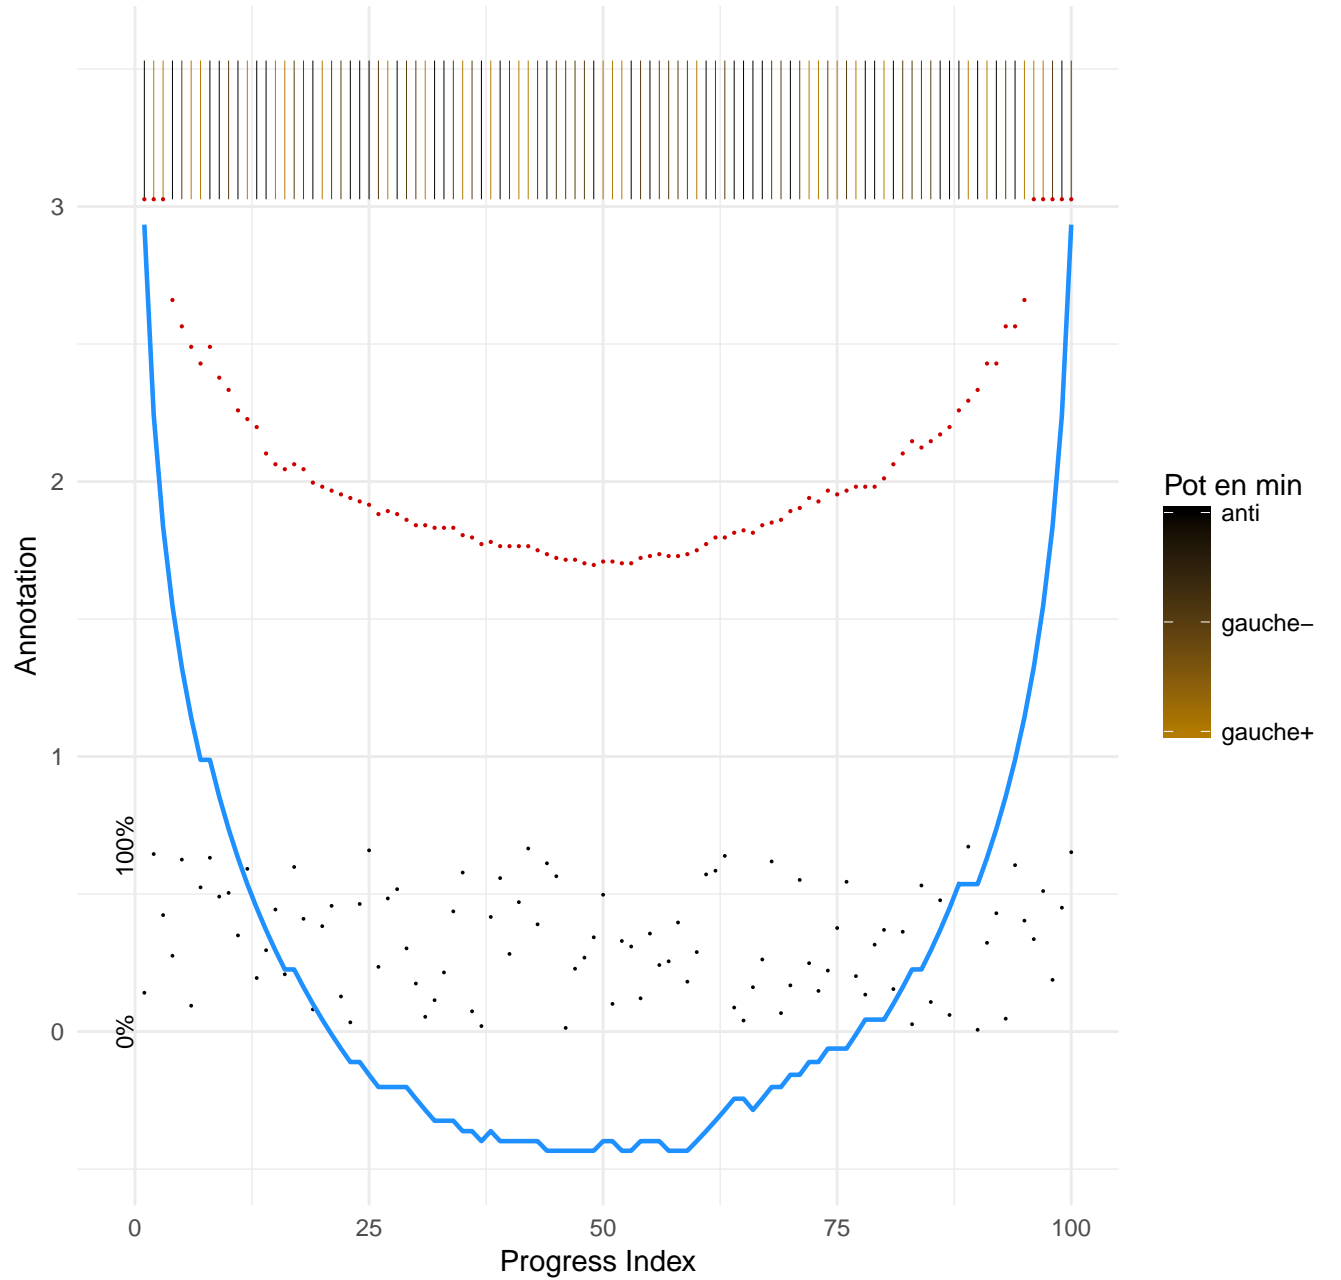 3
2
1
0
Annotation
100%
0%
0
25
50
75
100
Progress Index
Pot en min
anti
gauche−
gauche+